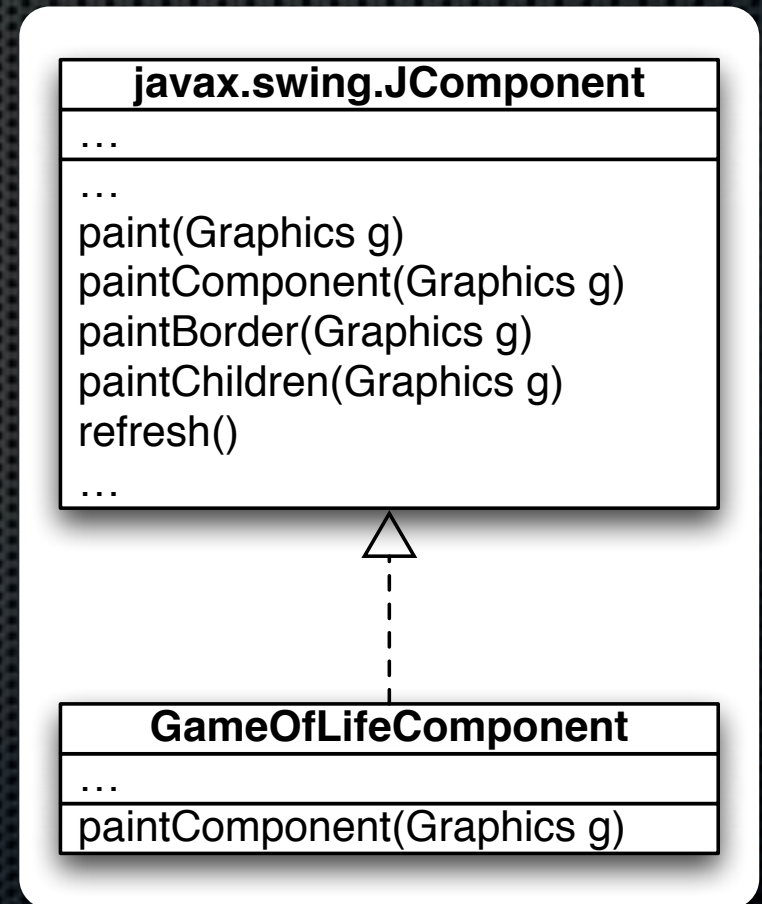 javax.swing.JComponent
…
…
paint(Graphics g)
paintComponent(Graphics g)
paintBorder(Graphics g)
paintChildren(Graphics g)
refresh()
…
GameOfLifeComponent
…
paintComponent(Graphics g)